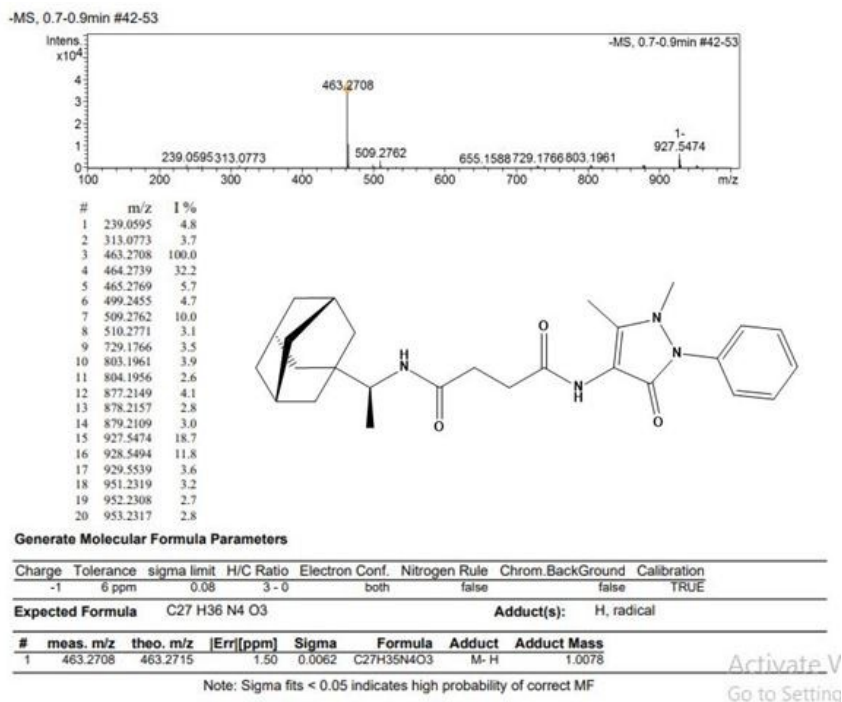 -MS, 0.7-0.9min #42-53
Intens.
x10⁴
-MS, 0.7-0.9min #42-53
4
3
2
1
0
463.2708
239.0595 313.0773
509.2762
655.1588 729.1766 803.1961
1-
927.5474
100 200 300 400 500 600 700 800 900 m/z
# m/z I %
1 239.0595 4.8
2 313.0773 3.7
3 463.2708 100.0
4 464.2739 32.2
5 465.2769 5.7
6 499.2455 4.7
7 509.2762 10.0
8 510.2771 3.1
9 729.1766 3.5
10 803.1961 3.9
11 804.1956 2.6
12 877.2149 4.1
13 878.2157 2.8
14 879.2109 3.0
15 927.5474 18.7
16 928.5494 11.8
17 929.5539 3.6
18 951.2319 3.2
19 952.2308 2.7
20 953.2317 2.8
H
N
O
O
N
H
N
N
O
Generate Molecular Formula Parameters
Charge Tolerance sigma limit H/C Ratio Electron Conf. Nitrogen Rule Chrom.BackGround Calibration
-1 6 ppm 0.08 3 - 0 both false false TRUE
Expected Formula C27 H36 N4 O3 Adduct(s): H, radical
# meas. m/z theo. m/z |Err|[ppm] Sigma Formula Adduct Adduct Mass
1 463.2708 463.2715 1.50 0.0062 C27H35N4O3 M- H 1.0078
Note: Sigma fits < 0.05 indicates high probability of correct MF
Activate
Go to Setting